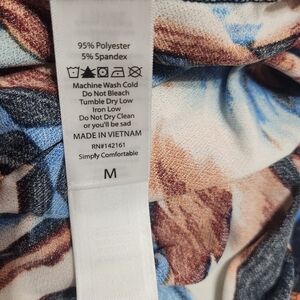 95% Polyester
5% Spandex
Machine Wash Cold
Do Not Bleach
Tumble Dry Low
Iron Low
Do Not Dry Clean
or you'll be sad
MADE IN VIETNAM
RN#142161
Simply Comfortable
M